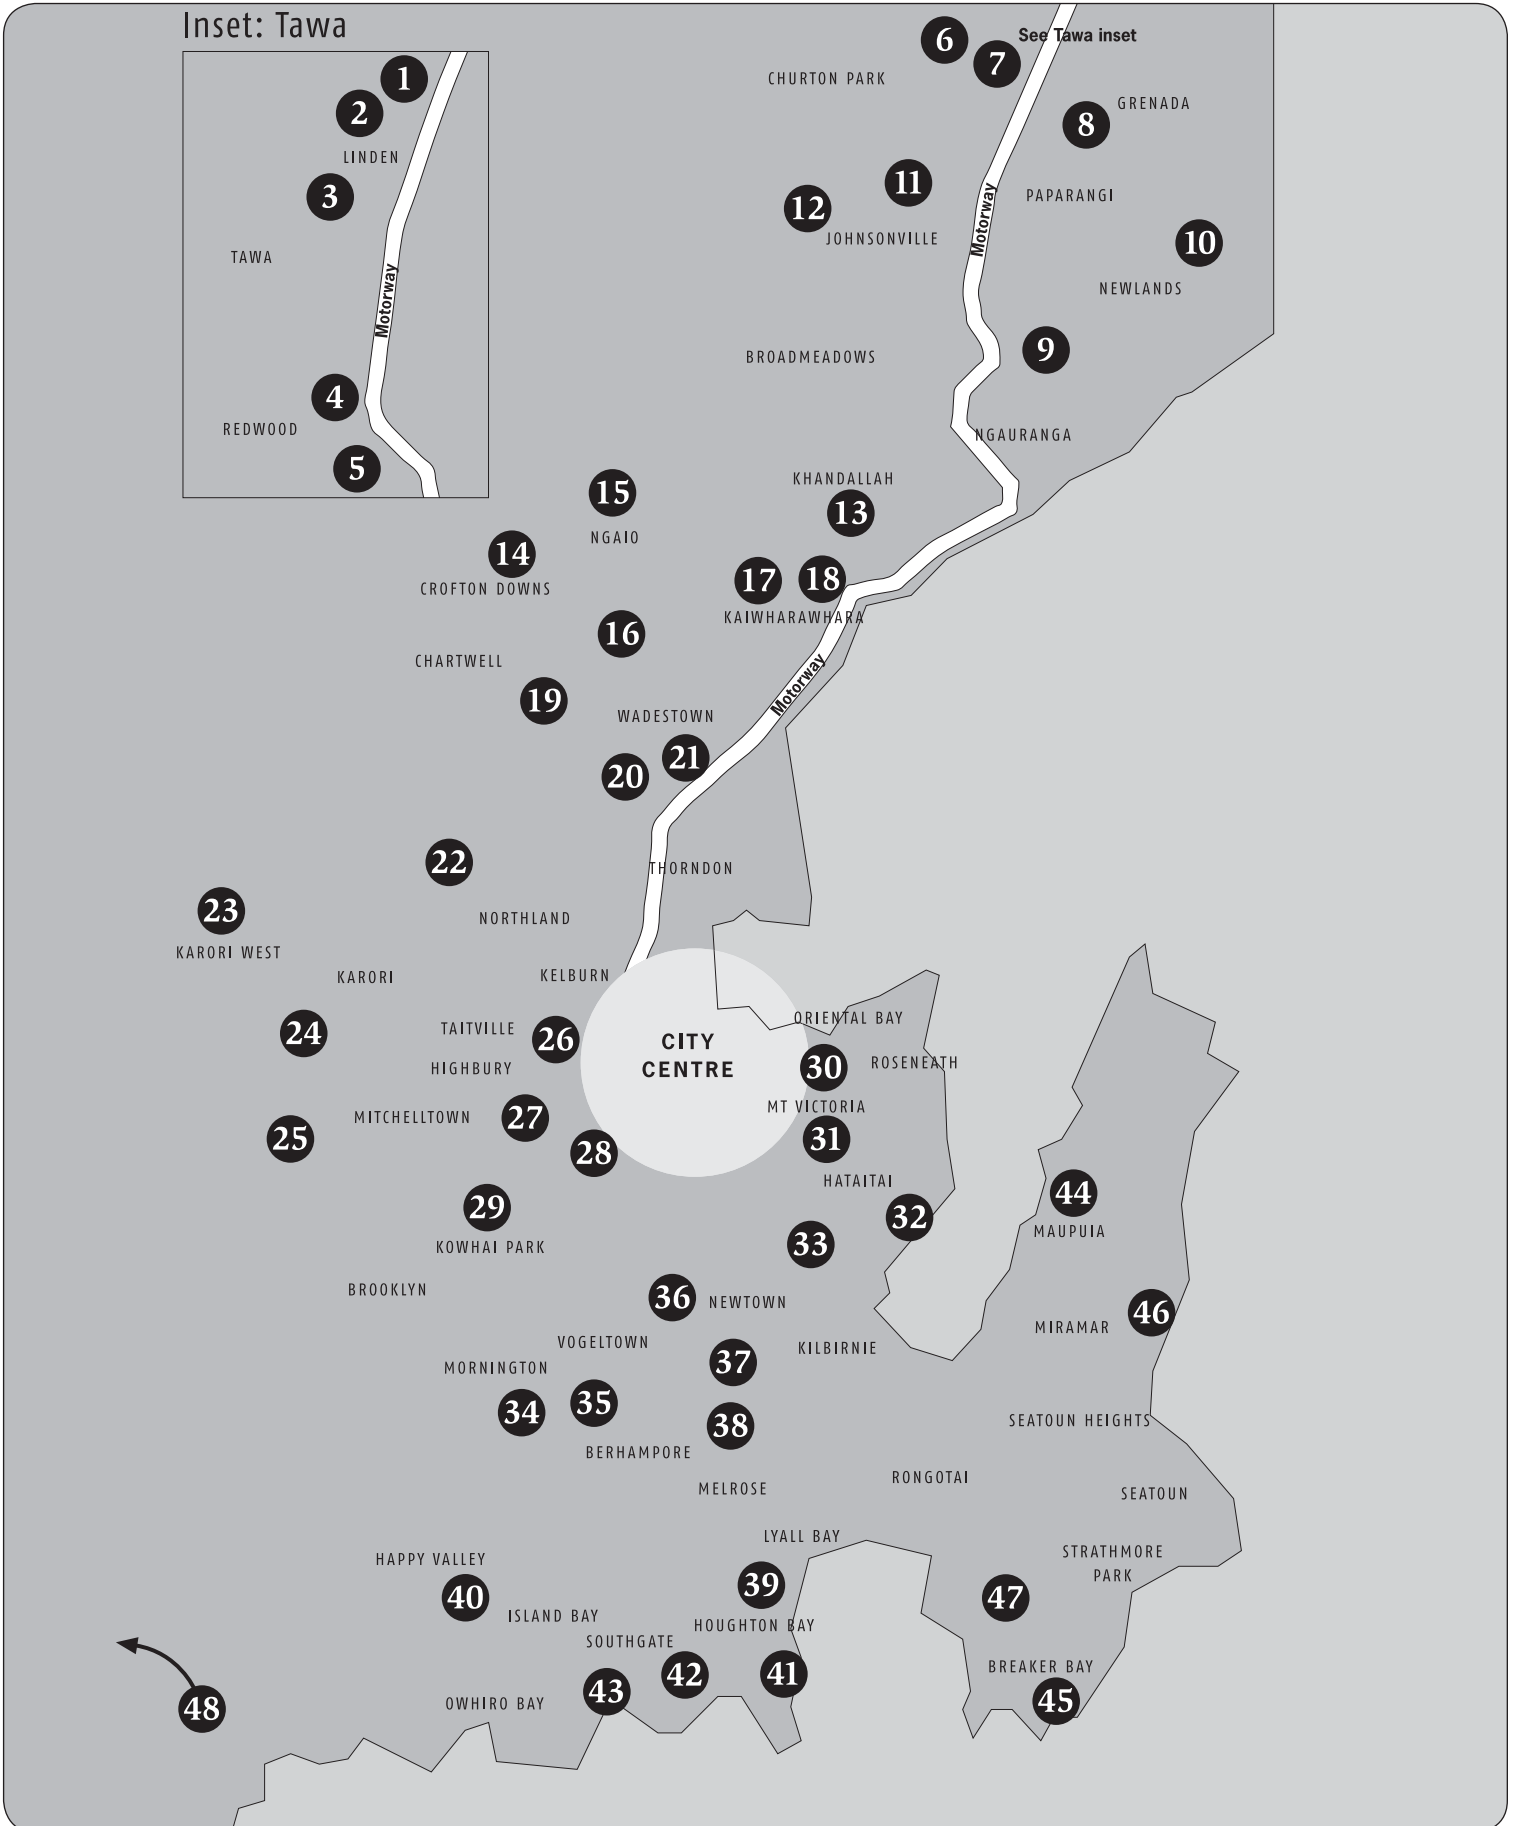 Inset: Tawa
1
2
LINDEN
3
TAWA
Motorway
4
REDWOOD
5
6
See Tawa inset
7
CHURTON PARK
GRENADA
8
11
PAPARANGI
12
JOHNSONVILLE
Motorway
10
NEWLANDS
BROADMEADOWS
9
NGAURANGA
KHANDALLAH
15
13
NGAIO
14
CROFTON DOWNS
17
18
KAIWHARAWHARA
16
CHARTWELL
Motorway
19
WADESTOWN
21
20
22
THORNDON
23
NORTHLAND
KARORI WEST
KARORI
KELBURN
24
TAITVILLE
26
CITY
CENTRE
ORIENTAL BAY
HIGHBURY
30
ROSENEATH
MT VICTORIA
MITCHELLTOWN
27
25
28
31
HATAITAI
44
29
32
MAUPUIA
KOWHAI PARK
33
BROOKLYN
36
NEWTOWN
46
MIRAMAR
VOGELTOWN
KILBIRNIE
MORNINGTON
37
34
35
38
SEATOUN HEIGHTS
BERHAMPORE
MELROSE
RONGOTAI
SEATOUN
LYALL BAY
HAPPY VALLEY
STRATHMORE
PARK
40
39
47
ISLAND BAY
HOUGHTON BAY
SOUTHGATE
BREAKER BAY
42
41
43
45
OWHIRO BAY
48